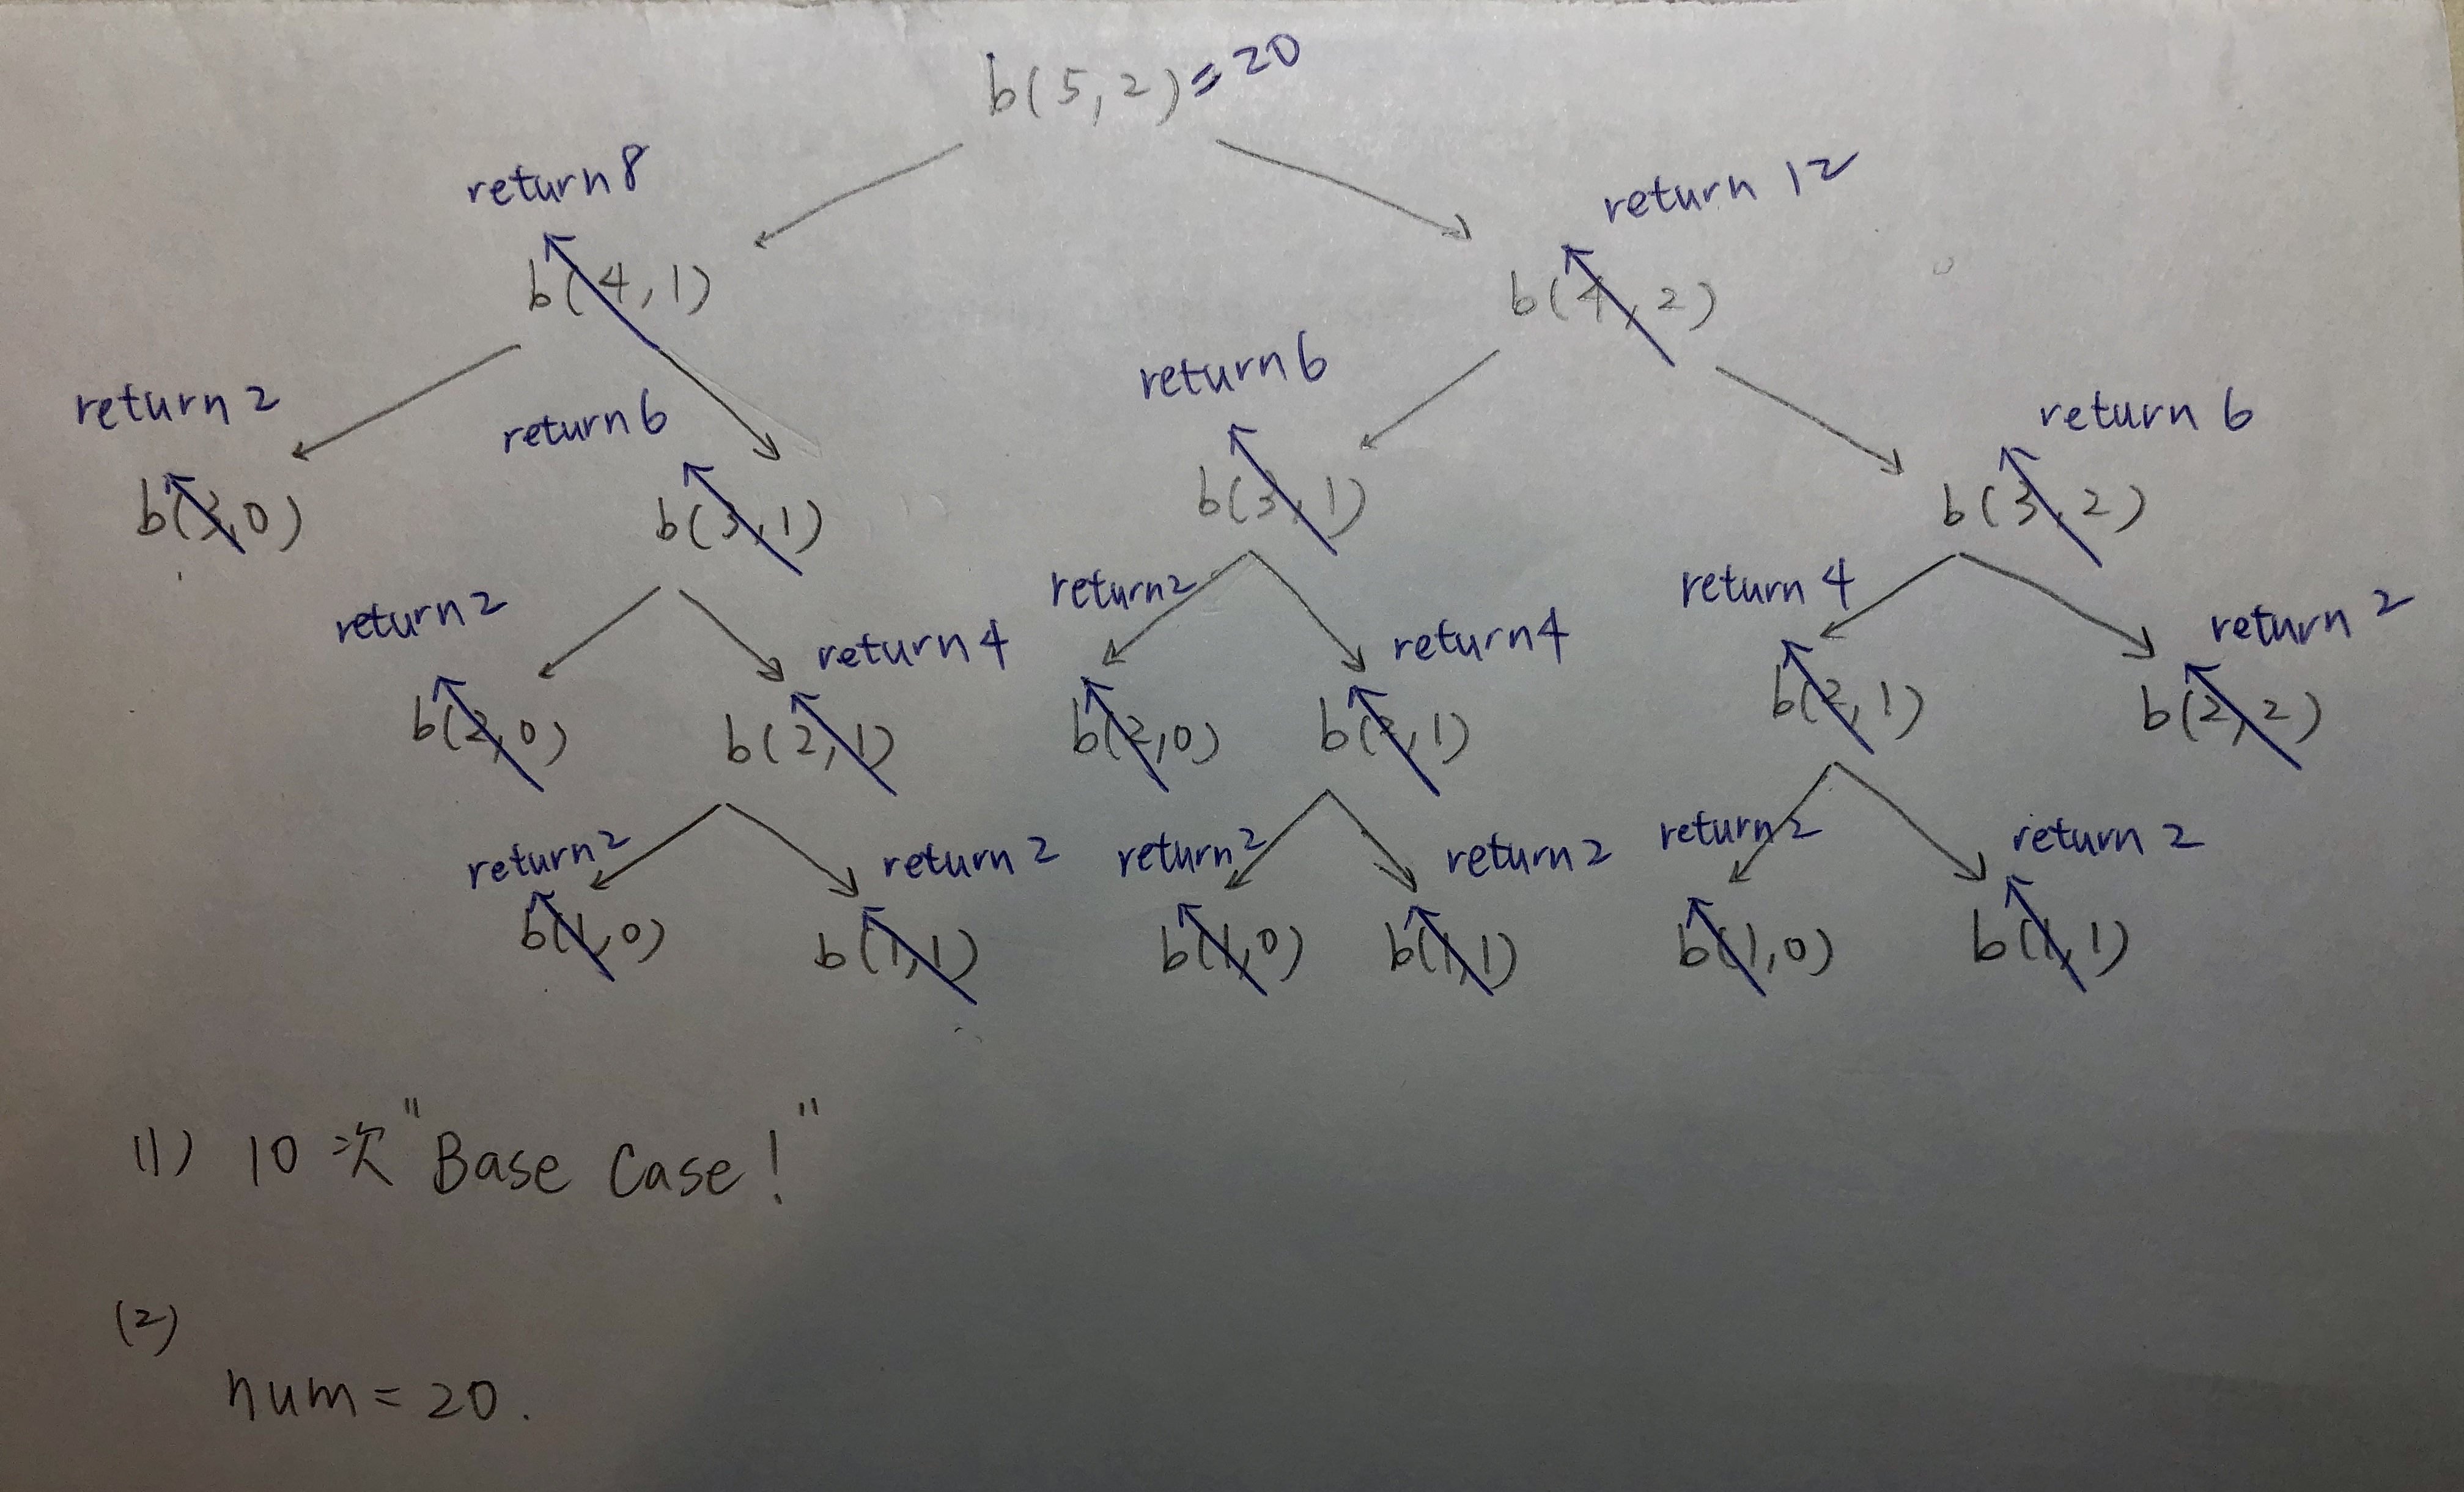 b(5,2)=20
return 8
return 12
b(4,1)
b(4,2)
return 2
return 6
return 6
return 6
b(3,0)
b(3,1)
b(3,1)
b(3,2)
return 2
return 4
return 2
return 4
return 4
return 2
b(2,0)
b(2,1)
b(2,0)
b(2,1)
b(2,1)
b(2,2)
return 2
return 2
return 2
return 2
return 2
return 2
b(1,0)
b(1,1)
b(1,0)
b(1,1)
b(1,0)
b(1,1)
(1) 10 次 "Base Case!"
(2)
num = 20.